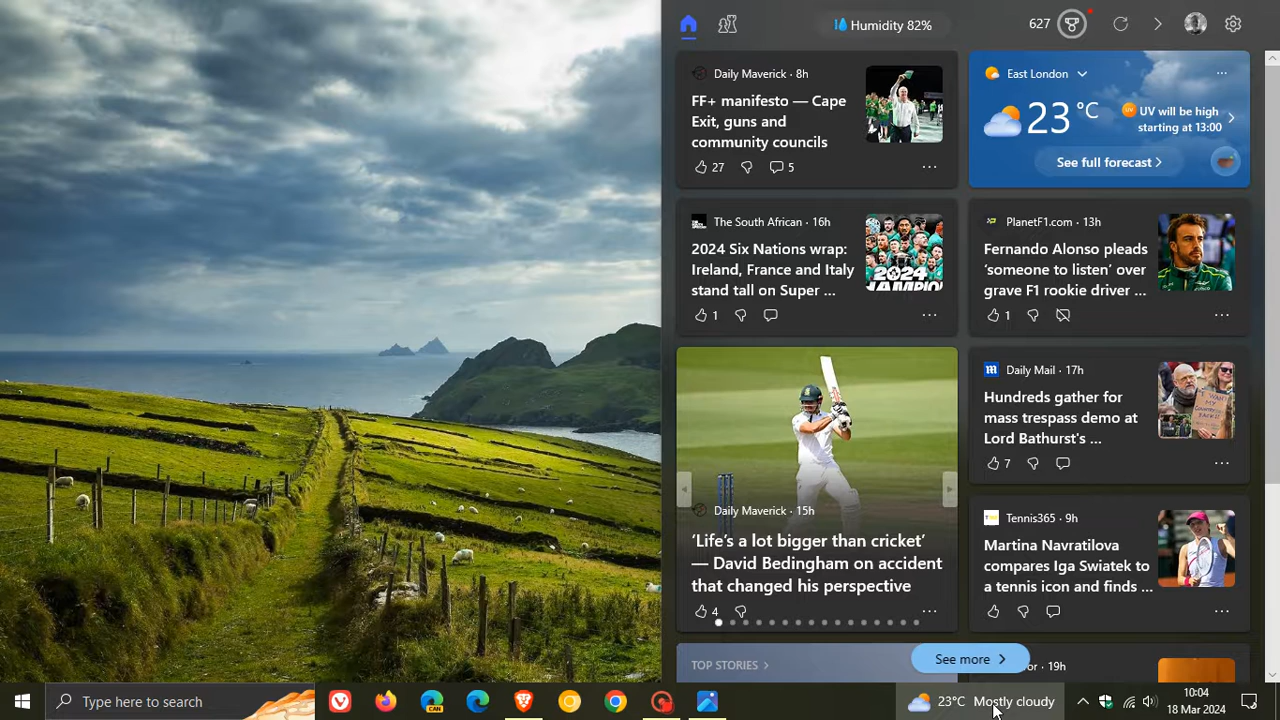 Humidity 82%
627
Daily Maverick · 8h
FF+ manifesto — Cape
Exit, guns and
community councils
27
5
East London
23 °C
UV will be high
starting at 13:00
See full forecast
The South African · 16h
2024 Six Nations wrap:
Ireland, France and Italy
stand tall on Super ...
1
PlanetF1.com · 13h
Fernando Alonso pleads
‘someone to listen’ over
grave F1 rookie driver ...
1
Daily Maverick · 15h
‘Life’s a lot bigger than cricket’
— David Bedingham on accident
that changed his perspective
4
Daily Mail · 17h
Hundreds gather for
mass trespass demo at
Lord Bathurst's ...
7
Tennis365 · 9h
Martina Navratilova
compares Iga Swiatek to
a tennis icon and finds ...
TOP STORIES
See more
or · 19h
Type here to search
CAN
23°C Mostly cloudy
10:04
18 Mar 2024